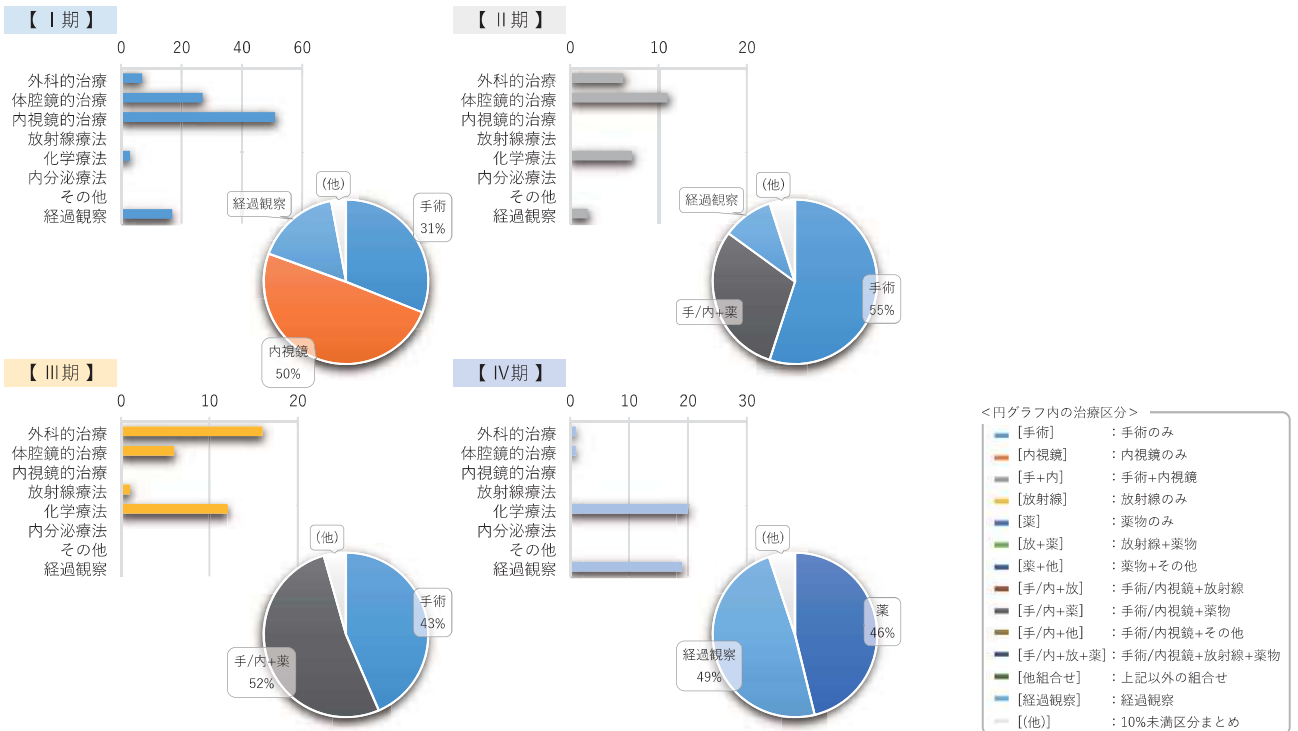 【 Ⅰ期 】
0 20 40 60
外科的治療
体腔鏡的治療
内視鏡的治療
放射線療法
化学療法
内分泌療法
その他
経過観察
(他)
経過観察
手術
31%
内視鏡
50%
【 Ⅱ期 】
0 10 20
外科的治療
体腔鏡的治療
内視鏡的治療
放射線療法
化学療法
内分泌療法
その他
経過観察
(他)
経過観察
手術
55%
手/内+薬
【 Ⅲ期 】
0 10 20
外科的治療
体腔鏡的治療
内視鏡的治療
放射線療法
化学療法
内分泌療法
その他
経過観察
(他)
手術
43%
手/内+薬
52%
【 Ⅳ期 】
0 10 20 30
外科的治療
体腔鏡的治療
内視鏡的治療
放射線療法
化学療法
内分泌療法
その他
経過観察
(他)
薬
46%
経過観察
49%
＜円グラフ内の治療区分＞
[手術] ：手術のみ
[内視鏡] ：内視鏡のみ
[手+内] ：手術+内視鏡
[放射線] ：放射線のみ
[薬] ：薬物のみ
[放+薬] ：放射線+薬物
[薬+他] ：薬物+その他
[手/内+放] ：手術/内視鏡+放射線
[手/内+薬] ：手術/内視鏡+薬物
[手/内+他] ：手術/内視鏡+その他
[手/内+放+薬] ：手術/内視鏡+放射線+薬物
[他組合せ] ：上記以外の組合せ
[経過観察] ：経過観察
[(他)] ：10%未満区分まとめ